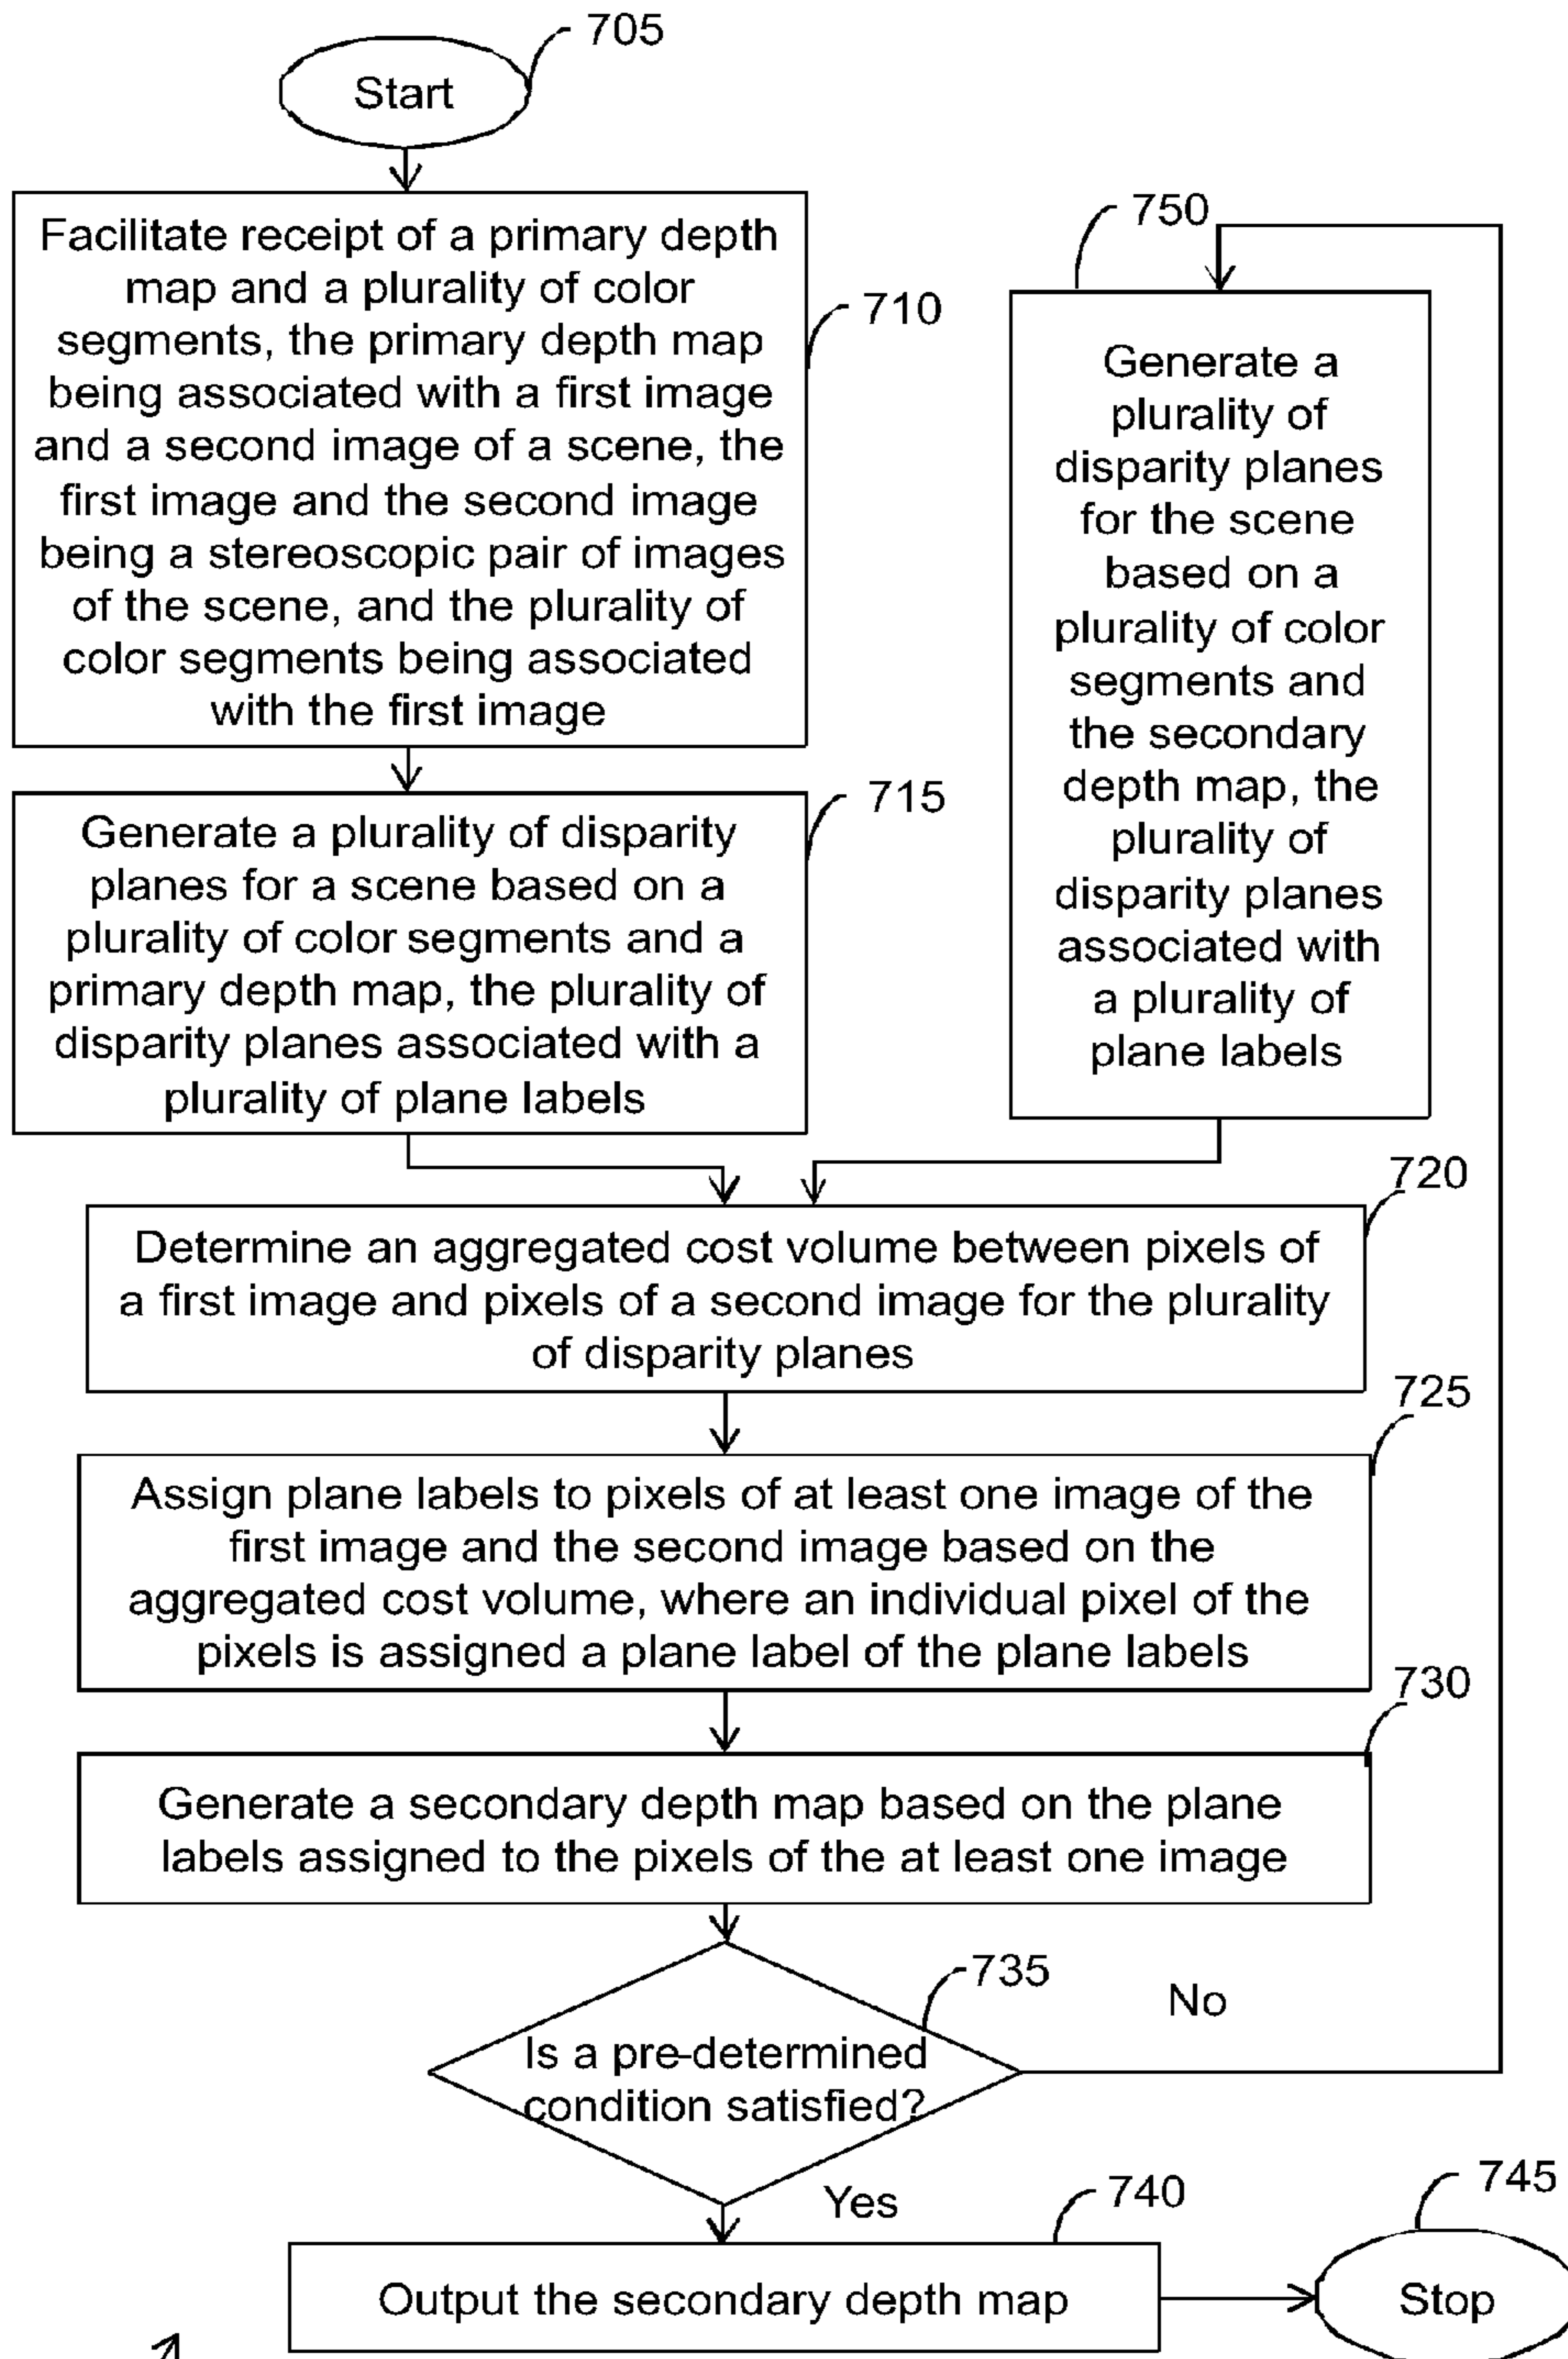 705
Start
Facilitate receipt of a primary depth
map and a plurality of color
segments, the primary depth map
being associated with a first image
and a second image of a scene, the
first image and the second image
being a stereoscopic pair of images
of the scene, and the plurality of
color segments being associated
with the first image
710
Generate a plurality of disparity
planes for a scene based on a
plurality of color segments and a
primary depth map, the plurality of
disparity planes associated with a
plurality of plane labels
715
750
Generate a
plurality of
disparity planes
for the scene
based on a
plurality of color
segments and
the secondary
depth map, the
plurality of
disparity planes
associated with
a plurality of
plane labels
720
Determine an aggregated cost volume between pixels of
a first image and pixels of a second image for the plurality
of disparity planes
725
Assign plane labels to pixels of at least one image of the
first image and the second image based on the
aggregated cost volume, where an individual pixel of the
pixels is assigned a plane label of the plane labels
730
Generate a secondary depth map based on the plane
labels assigned to the pixels of the at least one image
735
Is a pre-determined
condition satisfied?
No
Yes
740
Output the secondary depth map
745
Stop